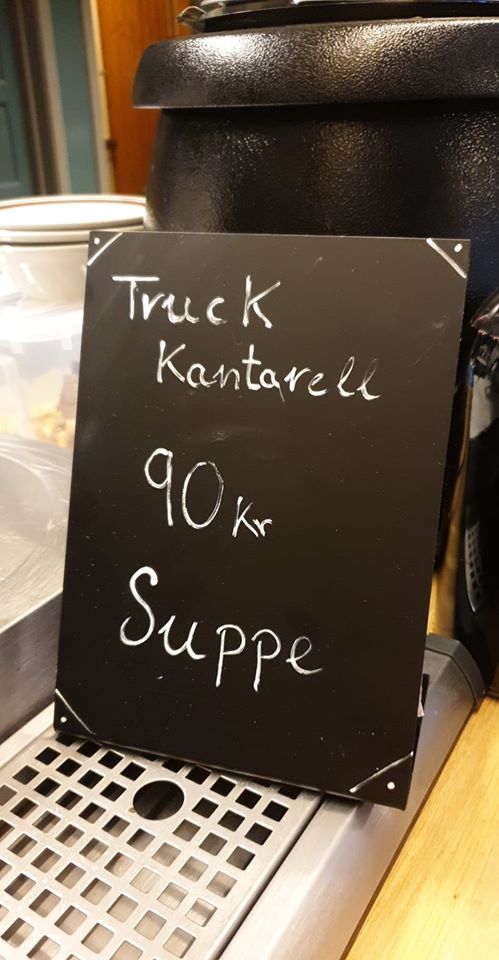 Truck
Kantarell
90 Kr
Suppe